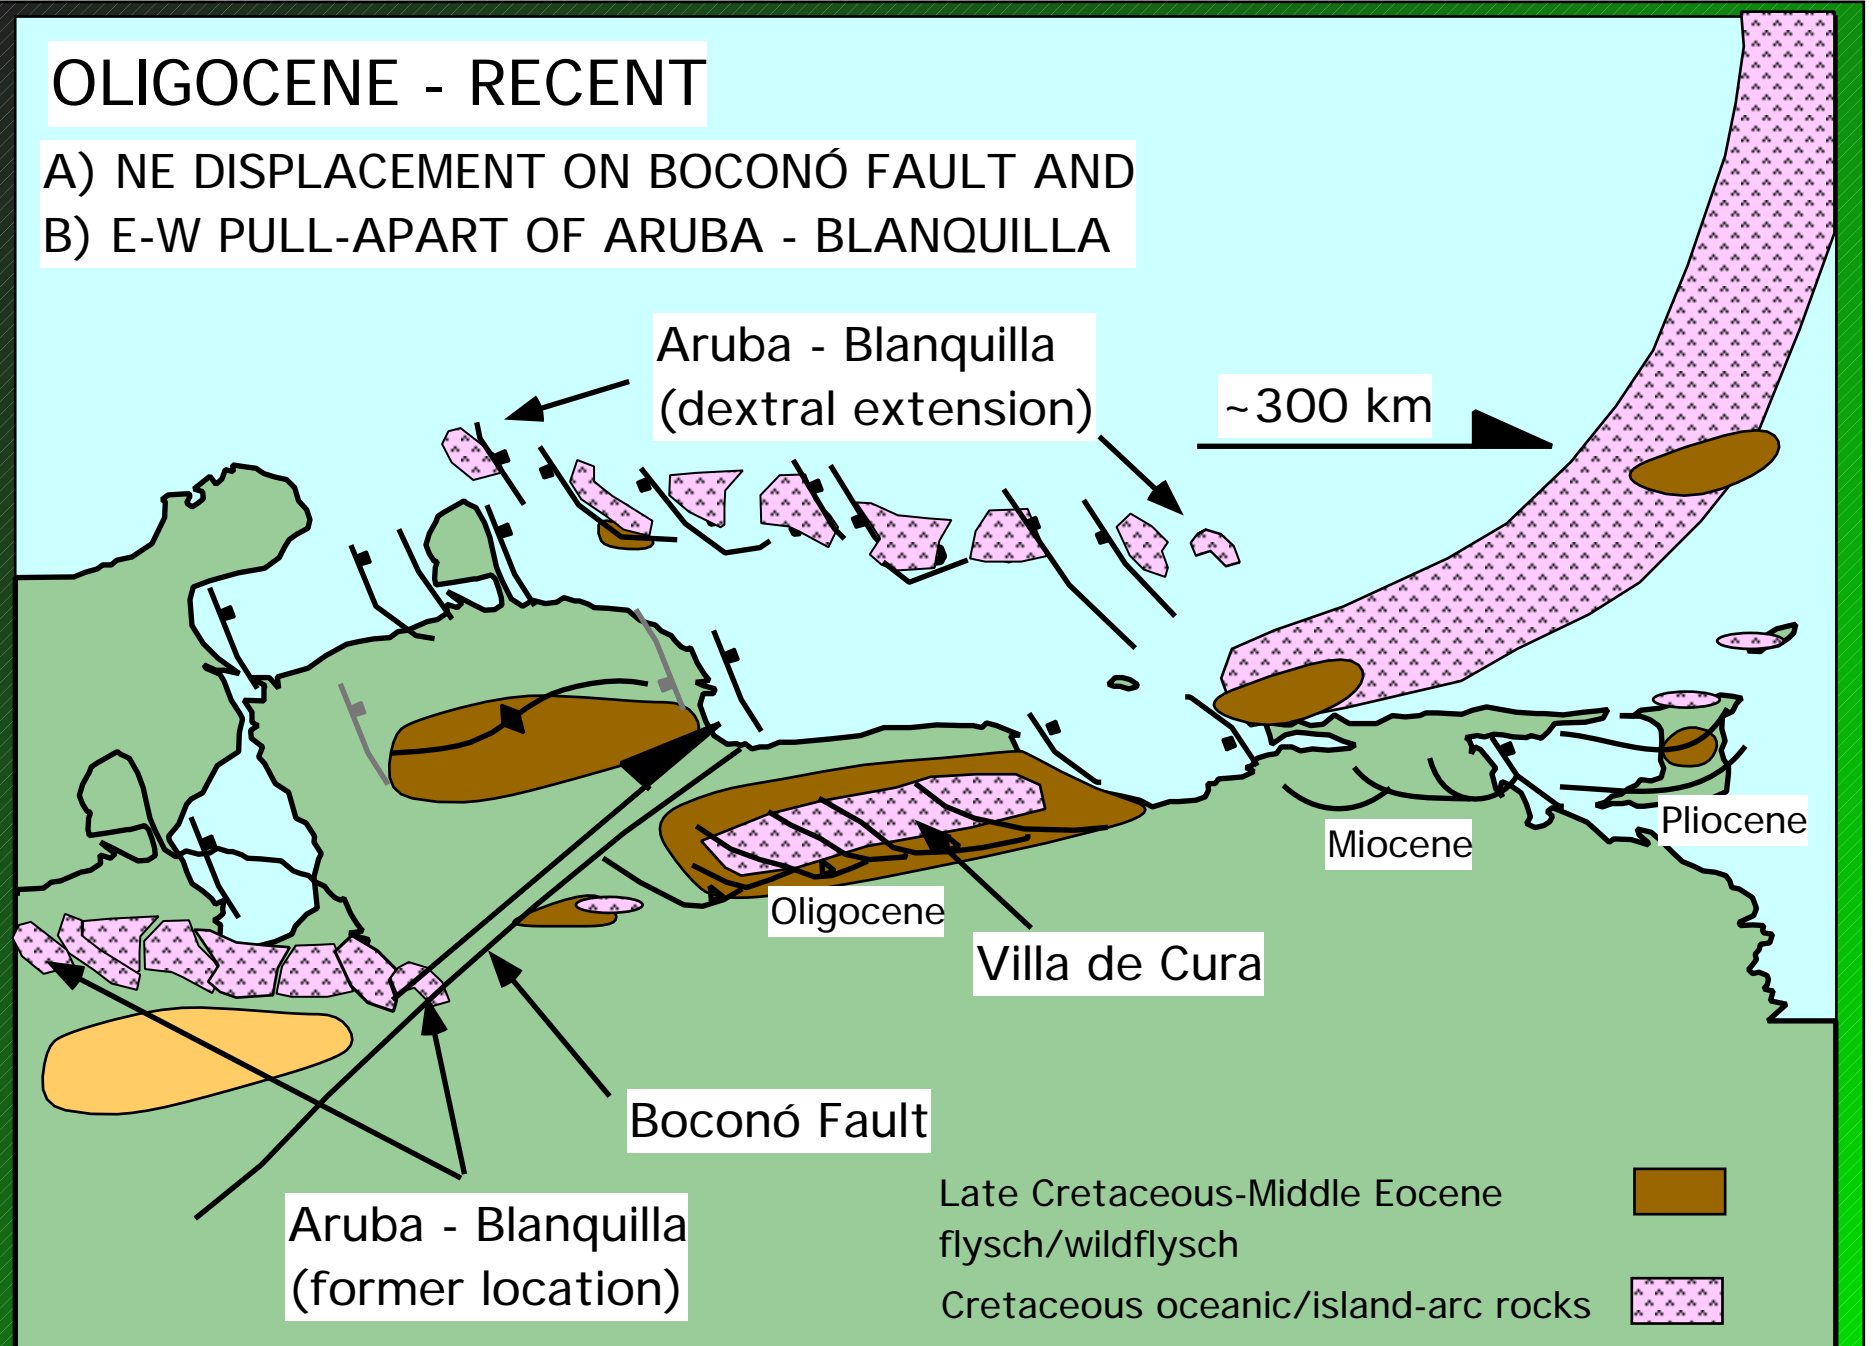 OLIGOCENE - RECENT
A) NE DISPLACEMENT ON BOCONÓ FAULT AND
B) E-W PULL-APART OF ARUBA - BLANQUILLA
Aruba - Blanquilla
(dextral extension)
~300 km
Pliocene
Miocene
Oligocene
Villa de Cura
Boconó Fault
Aruba - Blanquilla
(former location)
Late Cretaceous-Middle Eocene
flysch/wildflysch
Cretaceous oceanic/island-arc rocks